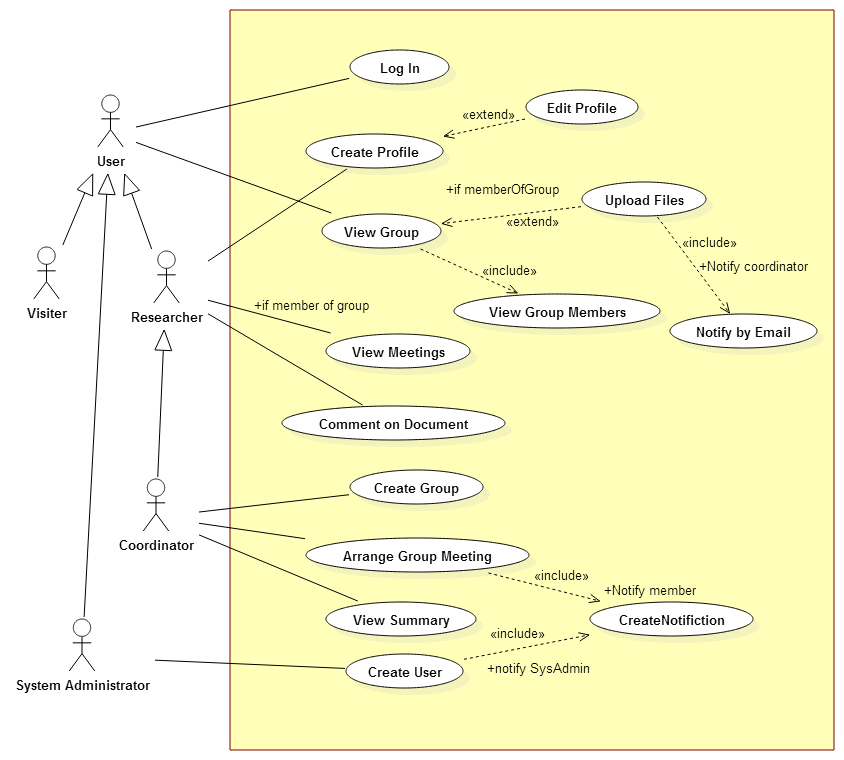 Log In
«extend»
Edit Profile
User
Create Profile
+if memberOfGroup
Upload Files
«extend»
View Group
«include»
«include»
+Notify coordinator
Visiter
Researcher
+if member of group
View Group Members
Notify by Email
View Meetings
Comment on Document
Create Group
Coordinator
Arrange Group Meeting
«include»
+Notify member
View Summary
CreateNotifiction
«include»
+notify SysAdmin
Create User
System Administrator